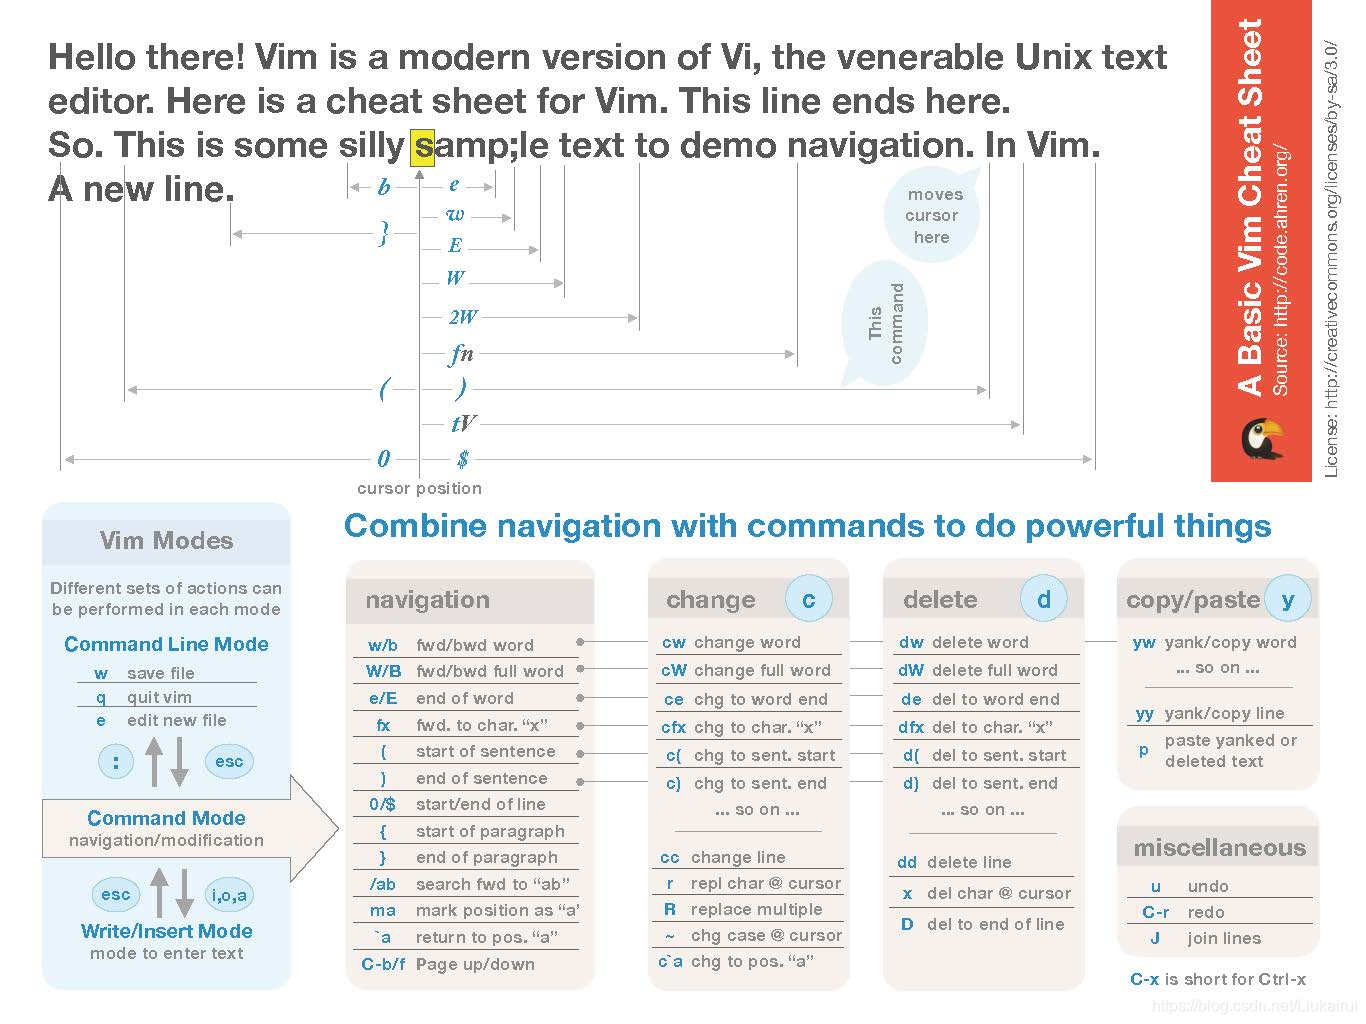 Hello there! Vim is a modern version of Vi, the venerable Unix text
editor. Here is a cheat sheet for Vim. This line ends here.
So. This is some silly samp;le text to demo navigation. In Vim.
A new line.
b e
w
}
E
W
2W
fn
( )
tV
0 $
cursor position
moves
cursor
here
This
command
A Basic Vim Cheat Sheet
Source: http://code.ahren.org/
License: http://creativecommons.org/licenses/by-sa/3.0/
Vim Modes
Different sets of actions can
be performed in each mode
Command Line Mode
w save file
q quit vim
e edit new file
: esc
Command Mode
navigation/modification
esc i,o,a
Write/Insert Mode
mode to enter text
Combine navigation with commands to do powerful things
navigation
w/b fwd/bwd word
W/B fwd/bwd full word
e/E end of word
fx fwd. to char. “x”
( start of sentence
) end of sentence
0/$ start/end of line
{ start of paragraph
} end of paragraph
/ab search fwd to “ab”
ma mark position as “a’
`a return to pos. “a”
C-b/f Page up/down
change c
cw change word
cW change full word
ce chg to word end
cfx chg to char. “x”
c( chg to sent. start
c) chg to sent. end
... so on ...
cc change line
r repl char @ cursor
R replace multiple
~ chg case @ cursor
c`a chg to pos. “a”
delete d
dw delete word
dW delete full word
de del to word end
dfx del to char. “x”
d( del to sent. start
d) del to sent. end
... so on ...
dd delete line
x del char @ cursor
D del to end of line
copy/paste y
yw yank/copy word
... so on ...
yy yank/copy line
p paste yanked or
deleted text
miscellaneous
u undo
C-r redo
J join lines
C-x is short for Ctrl-x
https://blog.csdn.net/Liukairui